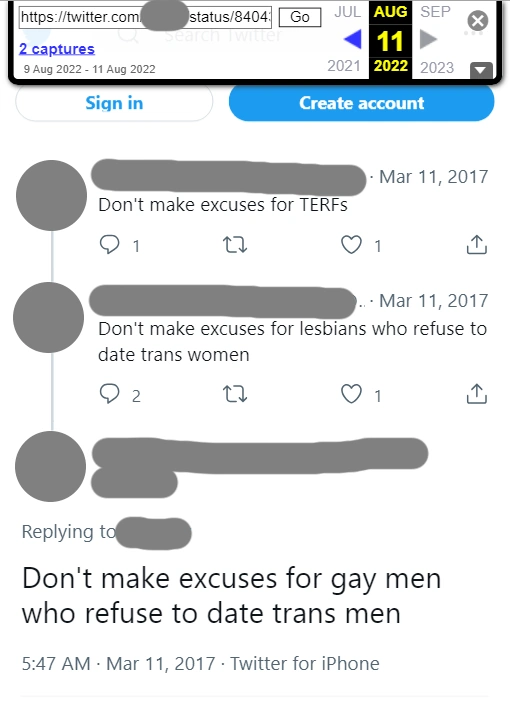 https://twitter.com/ status/8404 Go JUL AUG SEP
Search Twitter
2 captures 11
9 Aug 2022 - 11 Aug 2022 2021 2022 2023
Sign in Create account
· Mar 11, 2017
Don't make excuses for TERFs
1 1
.. · Mar 11, 2017
Don't make excuses for lesbians who refuse to
date trans women
2 1
Replying to
Don't make excuses for gay men
who refuse to date trans men
5:47 AM · Mar 11, 2017 · Twitter for iPhone